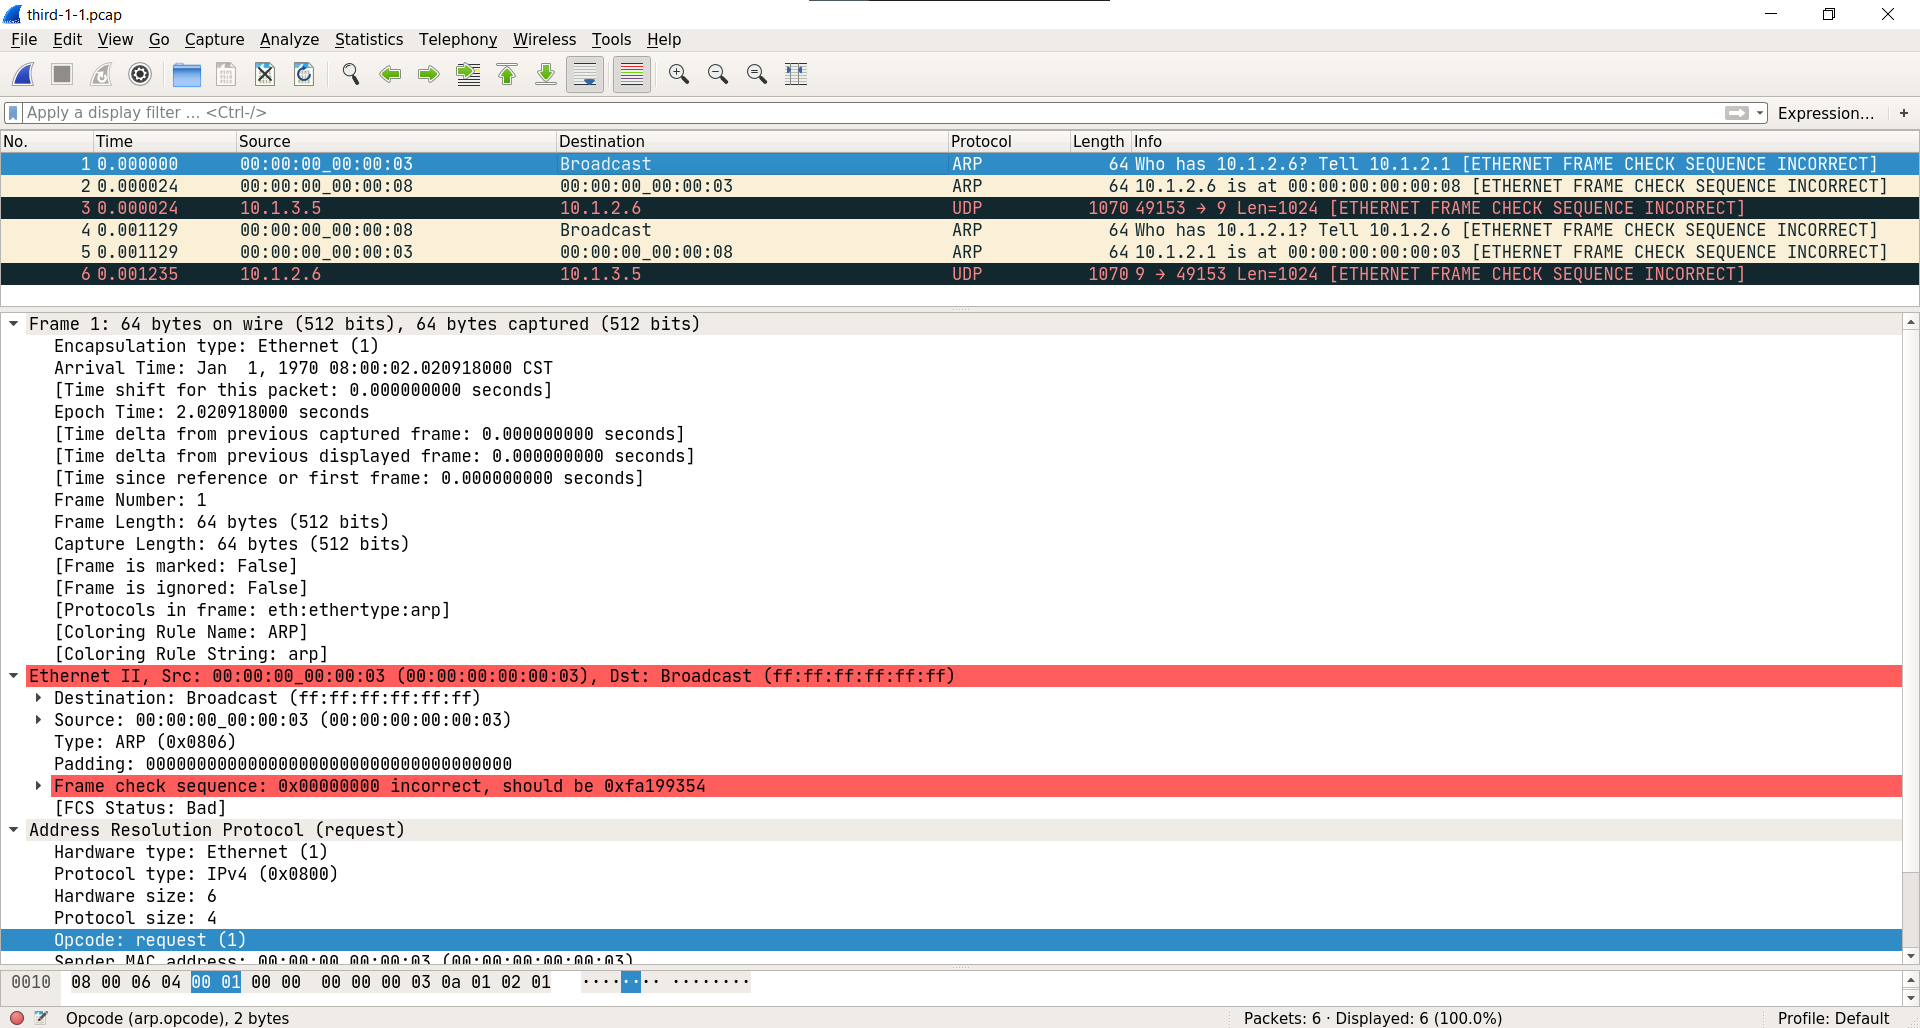 third-1-1.pcap
File Edit View Go Capture Analyze Statistics Telephony Wireless Tools Help
Apply a display filter … <Ctrl-/> Expression… +
No. Time Source Destination Protocol Length Info
1 0.000000 00:00:00_00:00:03 Broadcast ARP 64 Who has 10.1.2.6? Tell 10.1.2.1 [ETHERNET FRAME CHECK SEQUENCE INCORRECT]
2 0.000024 00:00:00_00:00:08 00:00:00_00:00:03 ARP 64 10.1.2.6 is at 00:00:00:00:00:08 [ETHERNET FRAME CHECK SEQUENCE INCORRECT]
3 0.000024 10.1.3.5 10.1.2.6 UDP 1070 49153 → 9 Len=1024 [ETHERNET FRAME CHECK SEQUENCE INCORRECT]
4 0.001129 00:00:00_00:00:08 Broadcast ARP 64 Who has 10.1.2.1? Tell 10.1.2.6 [ETHERNET FRAME CHECK SEQUENCE INCORRECT]
5 0.001129 00:00:00_00:00:03 00:00:00_00:00:08 ARP 64 10.1.2.1 is at 00:00:00:00:00:03 [ETHERNET FRAME CHECK SEQUENCE INCORRECT]
6 0.001235 10.1.2.6 10.1.3.5 UDP 1070 9 → 49153 Len=1024 [ETHERNET FRAME CHECK SEQUENCE INCORRECT]
Frame 1: 64 bytes on wire (512 bits), 64 bytes captured (512 bits)
Encapsulation type: Ethernet (1)
Arrival Time: Jan  1, 1970 08:00:02.020918000 CST
[Time shift for this packet: 0.000000000 seconds]
Epoch Time: 2.020918000 seconds
[Time delta from previous captured frame: 0.000000000 seconds]
[Time delta from previous displayed frame: 0.000000000 seconds]
[Time since reference or first frame: 0.000000000 seconds]
Frame Number: 1
Frame Length: 64 bytes (512 bits)
Capture Length: 64 bytes (512 bits)
[Frame is marked: False]
[Frame is ignored: False]
[Protocols in frame: eth:ethertype:arp]
[Coloring Rule Name: ARP]
[Coloring Rule String: arp]
Ethernet II, Src: 00:00:00_00:00:03 (00:00:00:00:00:03), Dst: Broadcast (ff:ff:ff:ff:ff:ff)
Destination: Broadcast (ff:ff:ff:ff:ff:ff)
Source: 00:00:00_00:00:03 (00:00:00:00:00:03)
Type: ARP (0x0806)
Padding: 000000000000000000000000000000000000
Frame check sequence: 0x00000000 incorrect, should be 0xfa199354
[FCS Status: Bad]
Address Resolution Protocol (request)
Hardware type: Ethernet (1)
Protocol type: IPv4 (0x0800)
Hardware size: 6
Protocol size: 4
Opcode: request (1)
Sender MAC address: 00:00:00_00:00:03 (00:00:00:00:00:03)
0010 08 00 06 04 00 01 00 00 00 00 00 03 0a 01 02 01 ········ ········
Opcode (arp.opcode), 2 bytes Packets: 6 · Displayed: 6 (100.0%) Profile: Default